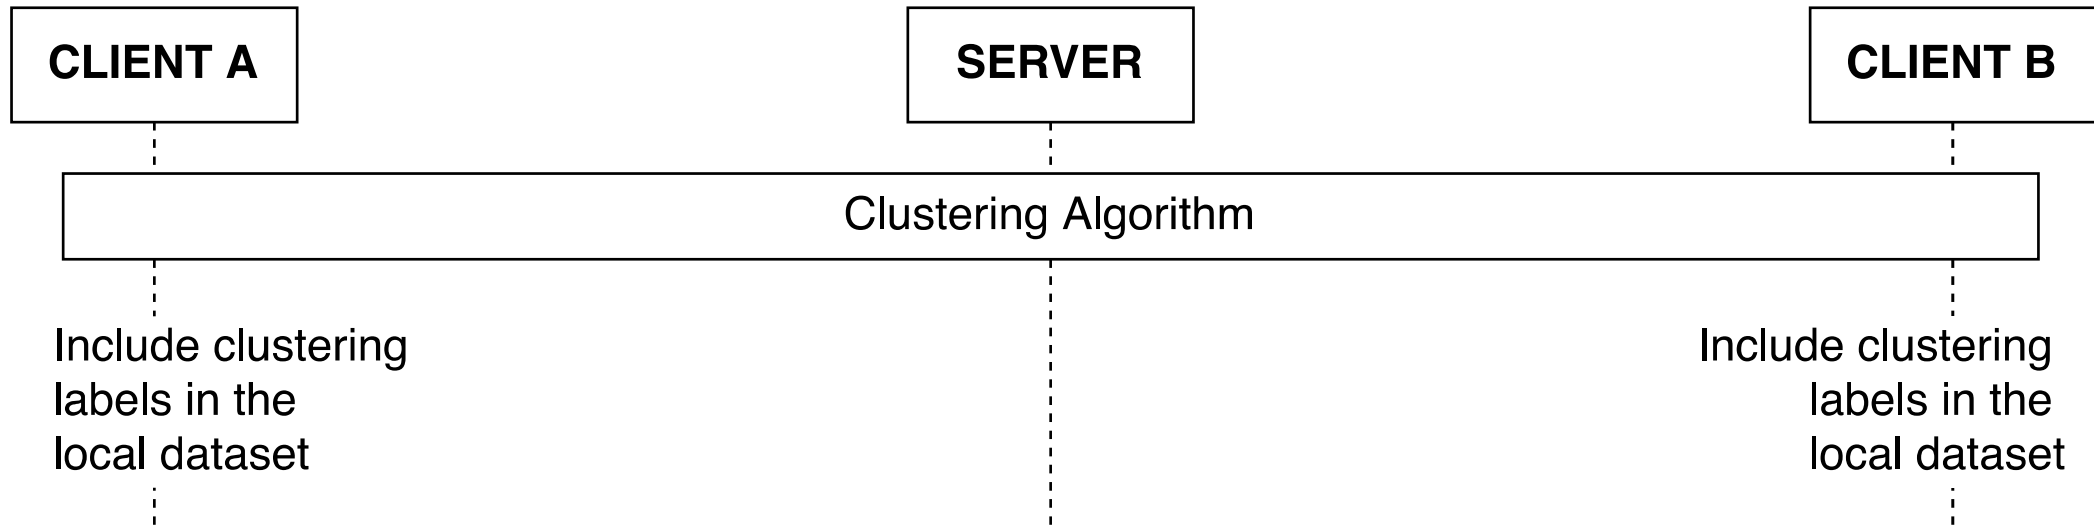 CLIENT A
SERVER
CLIENT B
Clustering Algorithm
Include clustering
labels in the
local dataset
Include clustering
labels in the
local dataset